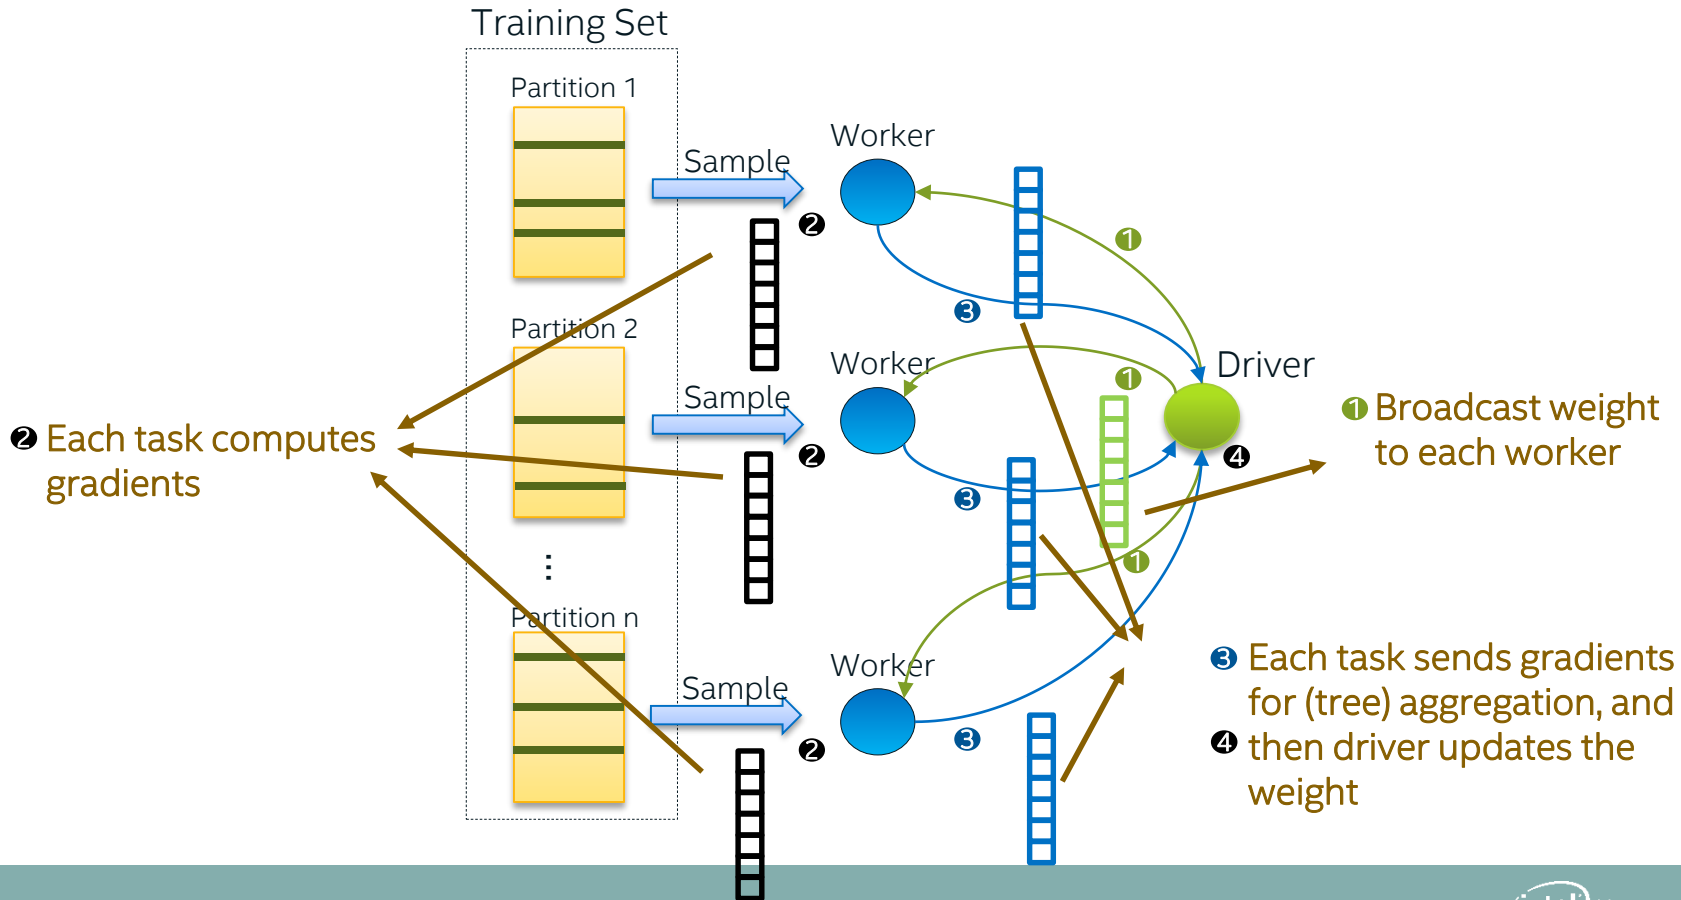 Training Set
Partition 1
Sample
Worker
❷
❶
❸
Partition 2
Sample
Worker
❷
❶
❸
Driver
❹
❶
❶ Broadcast weight
to each worker
❷ Each task computes
gradients
⋮
Partition n
Sample
Worker
❷
❸
❸ Each task sends gradients
for (tree) aggregation, and
❹ then driver updates the
weight